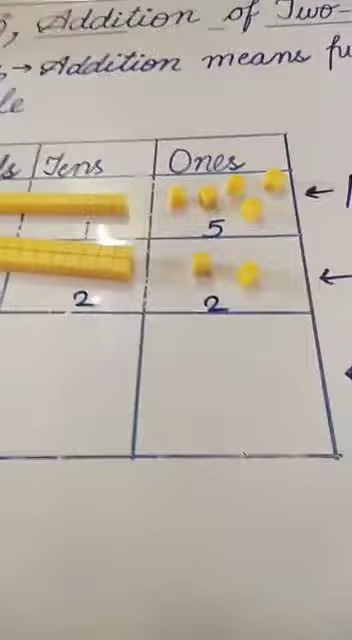 Addition of Two-
→ Addition means
Tens Ones
1 5
2 2